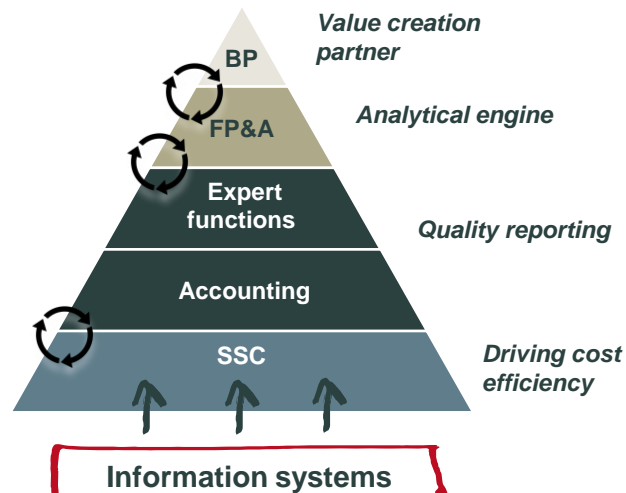 Value creation
partner
BP
Analytical engine
FP&A
Expert
functions
Quality reporting
Accounting
SSC
Driving cost
efficiency
Information systems